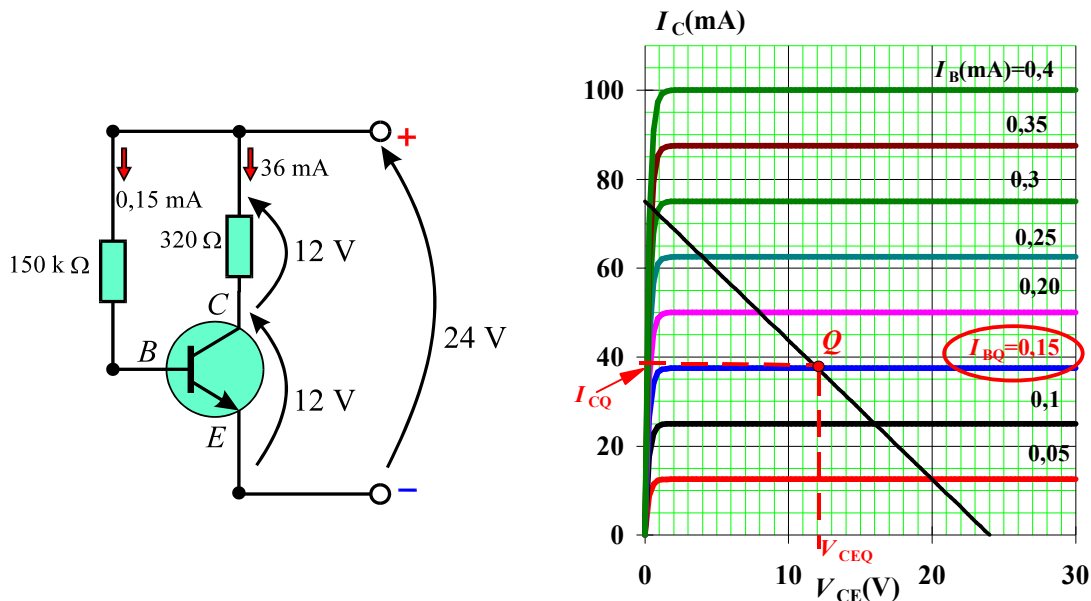 +
36 mA
0,15 mA
320 Ω
12 V
150 k Ω
C
24 V
B
12 V
E
–
I C(mA)
I B(mA)=0,4
100
0,35
80
0,3
0,25
60
0,20
Q
I BQ=0,15
40
I CQ
0,1
20
0,05
0
V CEQ
0 10 20 30
V CE(V)